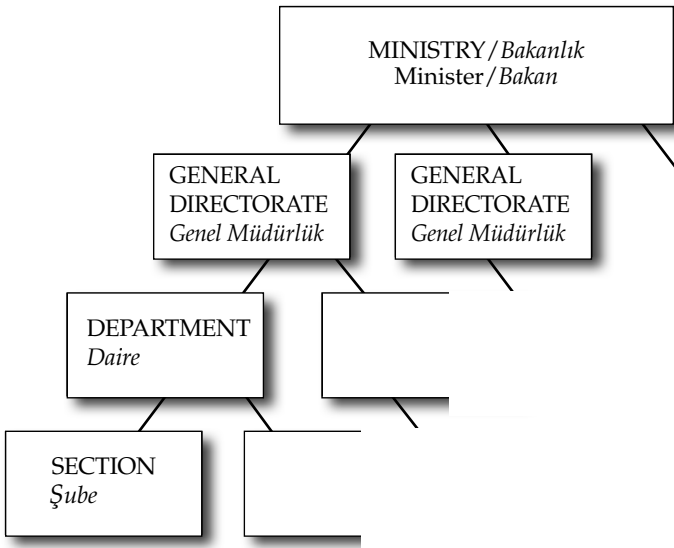 MINISTRY/Bakanlık
Minister/Bakan
GENERAL
DIRECTORATE
Genel Müdürlük
GENERAL
DIRECTORATE
Genel Müdürlük
DEPARTMENT
Daire
SECTION
Şube